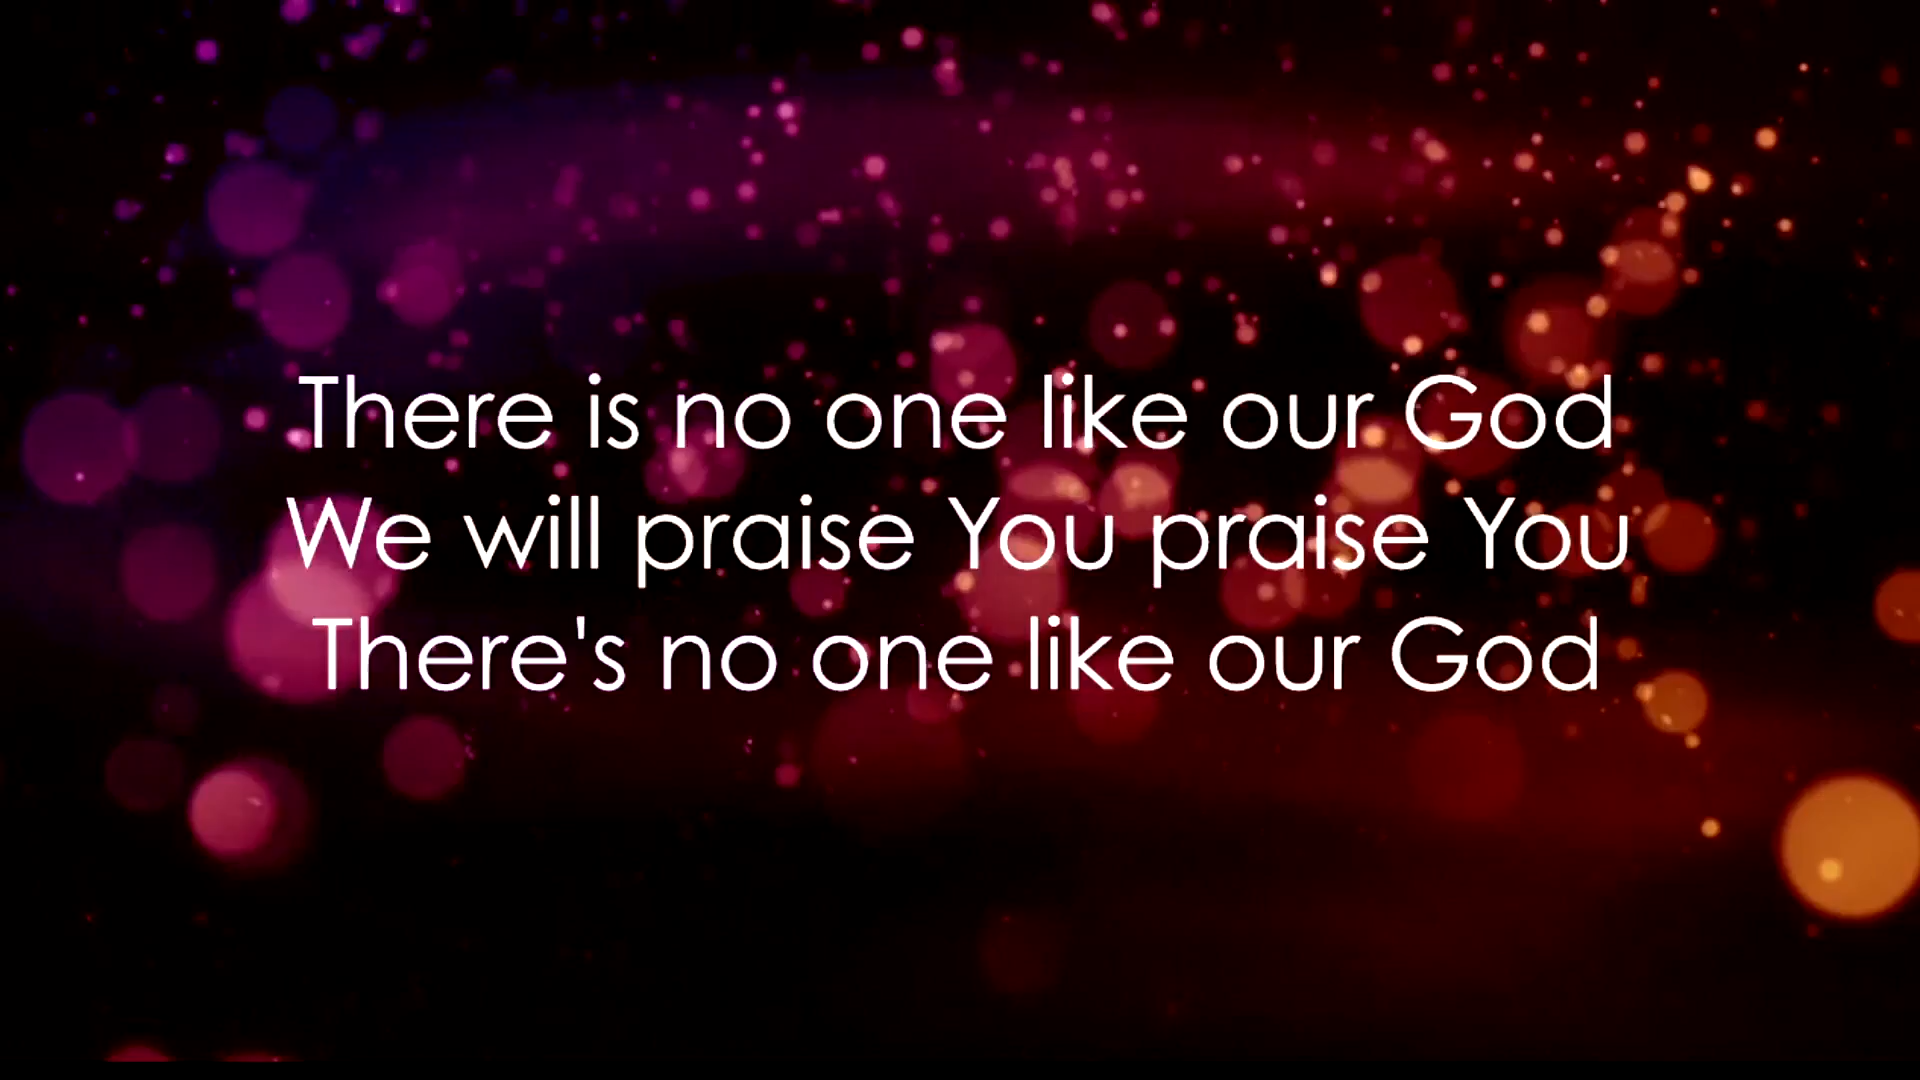 There is no one like our God
We will praise You praise You
There's no one like our God